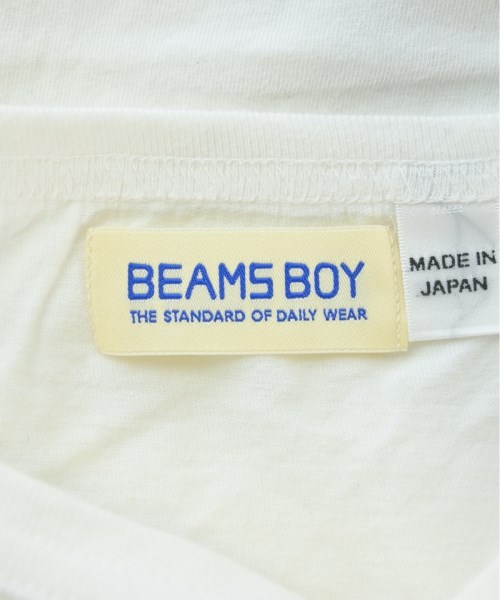 BEAMS BOY
THE STANDARD OF DAILY WEAR
MADE IN
JAPAN